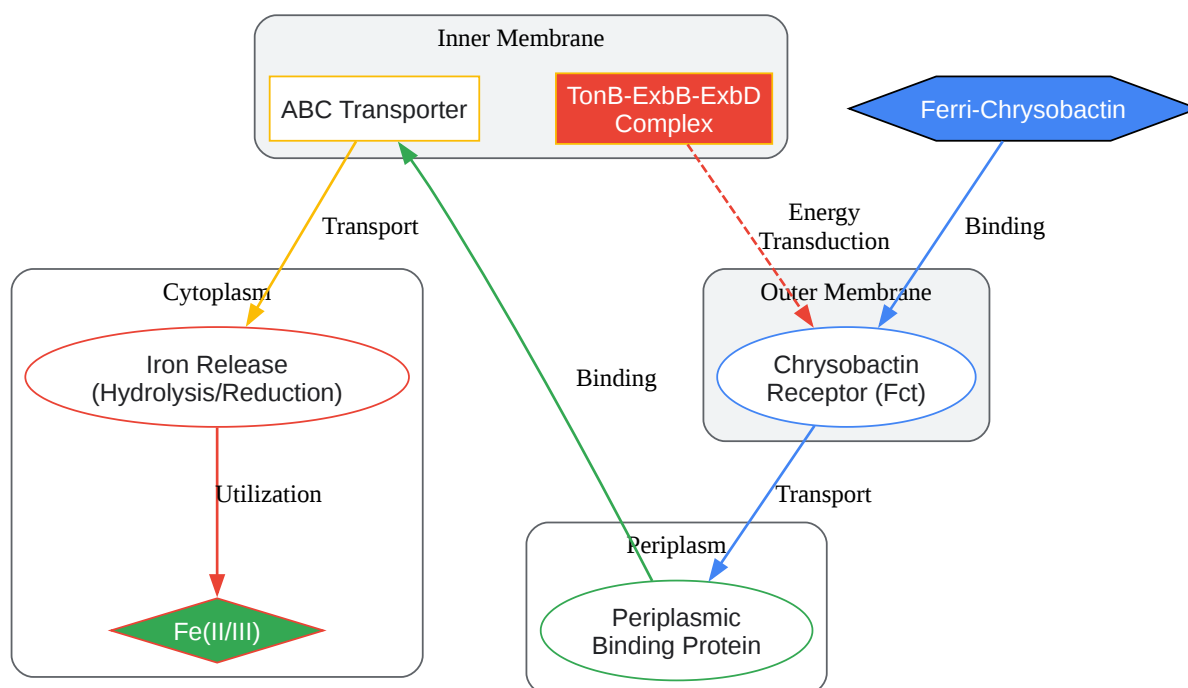 Inner Membrane
ABC Transporter
TonB-ExbB-ExbD
Complex
Ferri-Chrysobactin
Transport
Energy
Transduction
Binding
Cytoplasm
Outer Membrane
Iron Release
(Hydrolysis/Reduction)
Binding
Chrysobactin
Receptor (Fct)
Utilization
Transport
Periplasm
Fe(II/III)
Periplasmic
Binding Protein